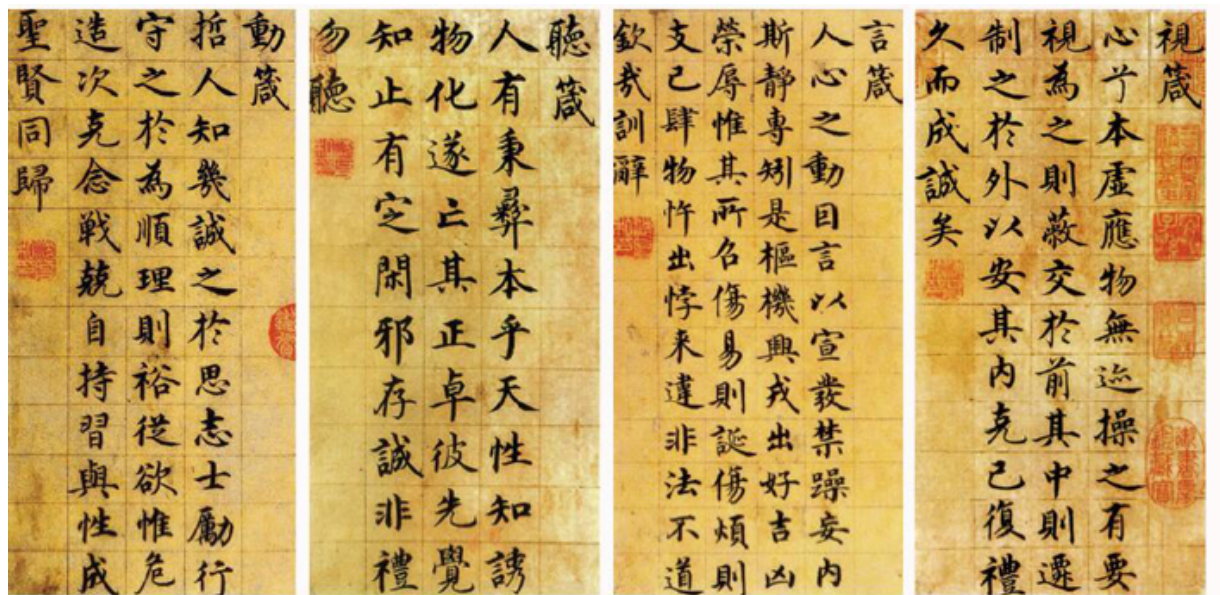 視箴
心兮本虛應物無迹操之有要
視為之則蔽交於前其中則遷
制之於外以安其內克己復禮
久而成誠矣
言箴
人心之動因言以宣發禁躁妄內
斯靜專矧是樞機興戎出好吉凶
榮辱惟其所召傷易則誕傷煩則
支己肆物忤出悖来違非法不道
欽哉訓辭
聽箴
人有秉彝本乎天性知誘
物化遂亡其正卓彼先覺
知止有定閑邪存誠非禮
勿聽
動箴
哲人知幾誠之於思志士勵行
守之於為順理則裕從欲惟危
造次克念戰兢自持習與性成
聖賢同歸